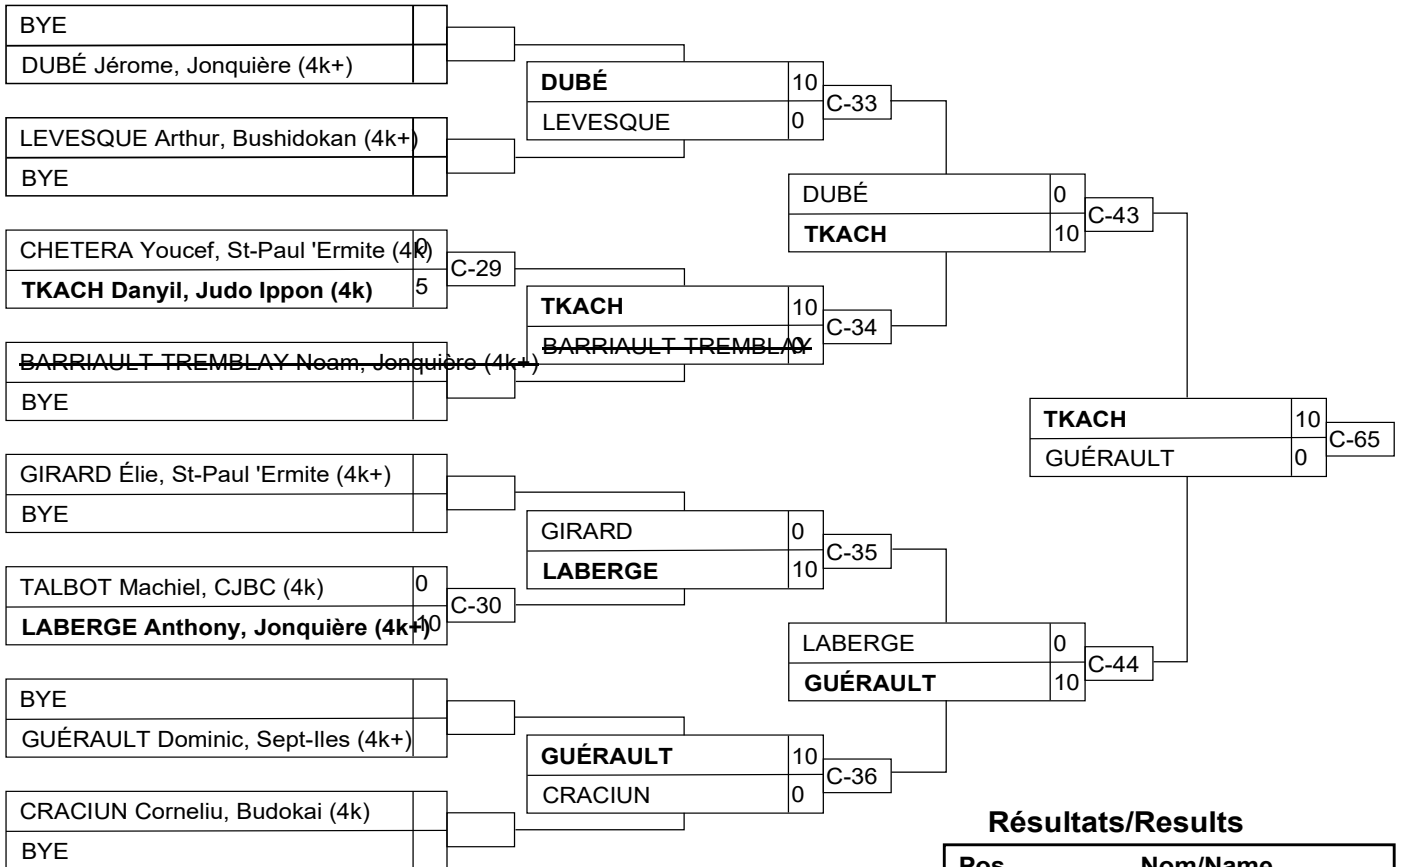 BYE
DUBÉ Jérome, Jonquière (4k+)
LEVESQUE Arthur, Bushidokan (4k+)
BYE
CHETERA Youcef, St-Paul 'Ermite (4k) 0
TKACH Danyil, Judo Ippon (4k) 5
C-29
BARRIAULT TREMBLAY Noam, Jonquière (4k+)
BYE
GIRARD Élie, St-Paul 'Ermite (4k+)
BYE
TALBOT Machiel, CJBC (4k) 0
LABERGE Anthony, Jonquière (4k+) 10
C-30
BYE
GUÉRAULT Dominic, Sept-Iles (4k+)
CRACIUN Corneliu, Budokai (4k)
BYE
DUBÉ 10
LEVESQUE 0
C-33
TKACH 10
BARRIAULT TREMBLAY 0
C-34
GIRARD 0
LABERGE 10
C-35
GUÉRAULT 10
CRACIUN 0
C-36
DUBÉ 0
TKACH 10
C-43
LABERGE 0
GUÉRAULT 10
C-44
TKACH 10
GUÉRAULT 0
C-65
Résultats/Results
Pos. Nom/Name